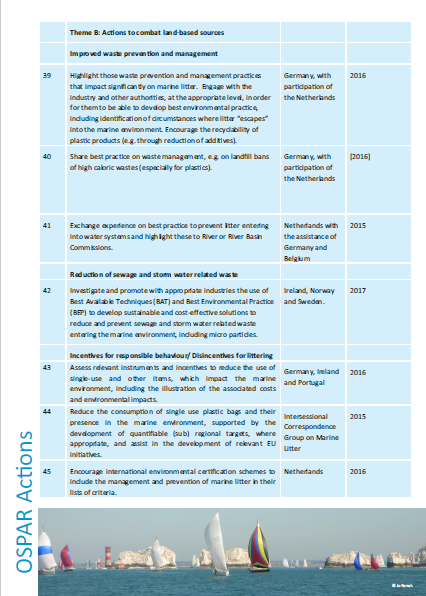 Theme B: Actions to combat land-based sources
Improved waste prevention and management
39
Highlight those waste prevention and management practices
that impact significantly on marine litter. Engage with the
industry and other authorities, at the appropriate level, in order
for them to be able to develop best environmental practice,
including identification of circumstances where litter "escapes"
into the marine environment. Encourage the recyclability of
plastic products (e.g. through reduction of additives).
Germany, with
participation of
the Netherlands
2016
40
Share best practice on waste management, e.g. on landfill bans
of high caloric wastes (especially for plastics).
Germany, with
participation of
the Netherlands
[2016]
41
Exchange experience on best practice to prevent litter entering
into water systems and highlight these to River or River Basin
Commissions.
Netherlands with
the assistance of
Germany and
Belgium
2015
Reduction of sewage and storm water related waste
42
Investigate and promote with appropriate industries the use of
Best Available Techniques (BAT) and Best Environmental Practice
(BEP) to develop sustainable and cost-effective solutions to
reduce and prevent sewage and storm water related waste
entering the marine environment, including micro particles.
Ireland, Norway
and Sweden.
2017
Incentives for responsible behaviour/ Disincentives for littering
43
Assess relevant instruments and incentives to reduce the use of
single-use and other items, which impact the marine
environment, including the illustration of the associated costs
and environmental impacts.
Germany, Ireland
and Portugal
2016
44
Reduce the consumption of single use plastic bags and their
presence in the marine environment, supported by the
development of quantifiable (sub) regional targets, where
appropriate, and assist in the development of relevant EU
initiatives.
Intersessional
Correspondence
Group on Marine
Litter
2015
45
Encourage international environmental certification schemes to
include the management and prevention of marine litter in their
lists of criteria.
Netherlands
2016
OSPAR Actions